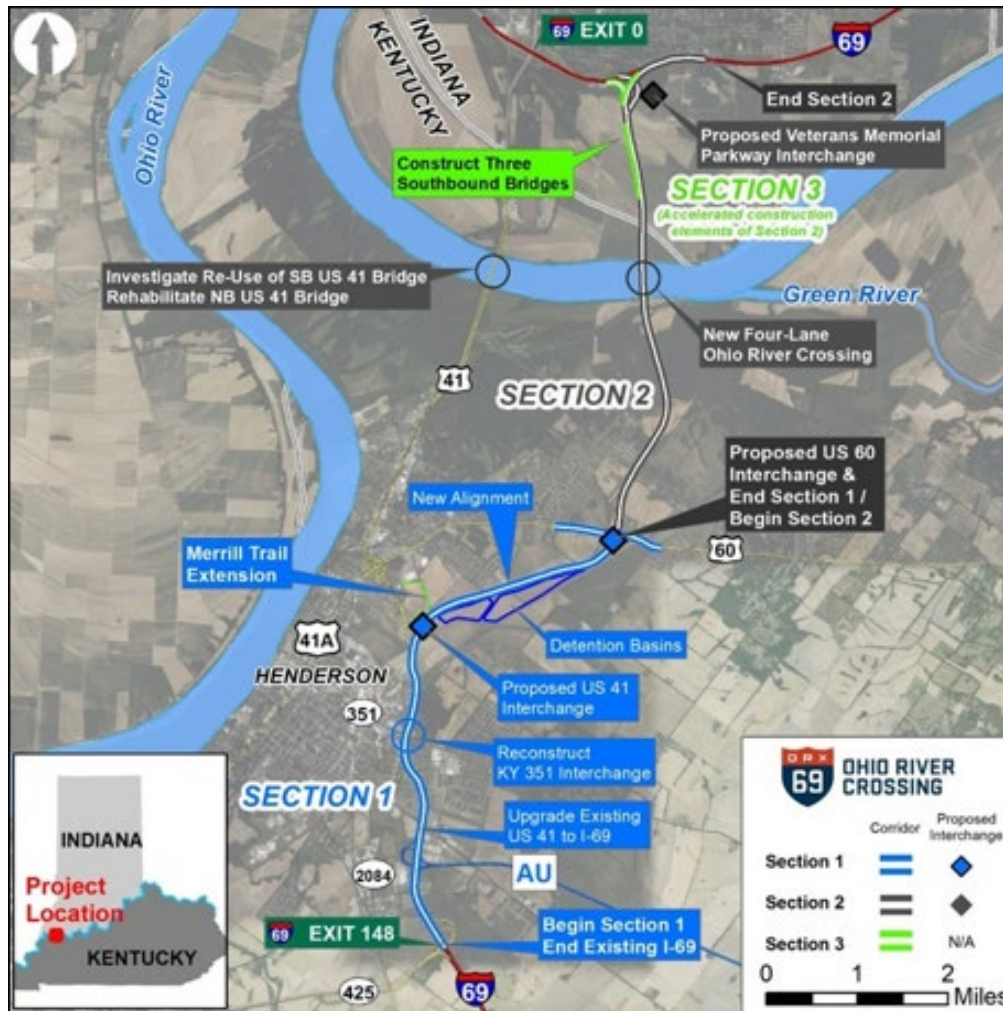 69 EXIT 0
69
INDIANA
KENTUCKY
Ohio River
End Section 2
Proposed Veterans Memorial
Parkway Interchange
Construct Three
Southbound Bridges
SECTION 3
(Accelerated construction
elements of Section 2)
Investigate Re-Use of SB US 41 Bridge
Rehabilitate NB US 41 Bridge
Green River
New Four-Lane
Ohio River Crossing
41
SECTION 2
Proposed US 60
Interchange &
End Section 1 /
Begin Section 2
New Alignment
60
Merrill Trail
Extension
41A
Detention Basins
HENDERSON
Proposed US 41
Interchange
351
Reconstruct
KY 351 Interchange
SECTION 1
Upgrade Existing
US 41 to I-69
2084
AU
Begin Section 1
End Existing I-69
69 EXIT 148
69
425
INDIANA
Project
Location
KENTUCKY
ORX
69
OHIO RIVER
CROSSING
Corridor
Proposed
Interchange
Section 1
Section 2
Section 3
N/A
0 1 2
Miles